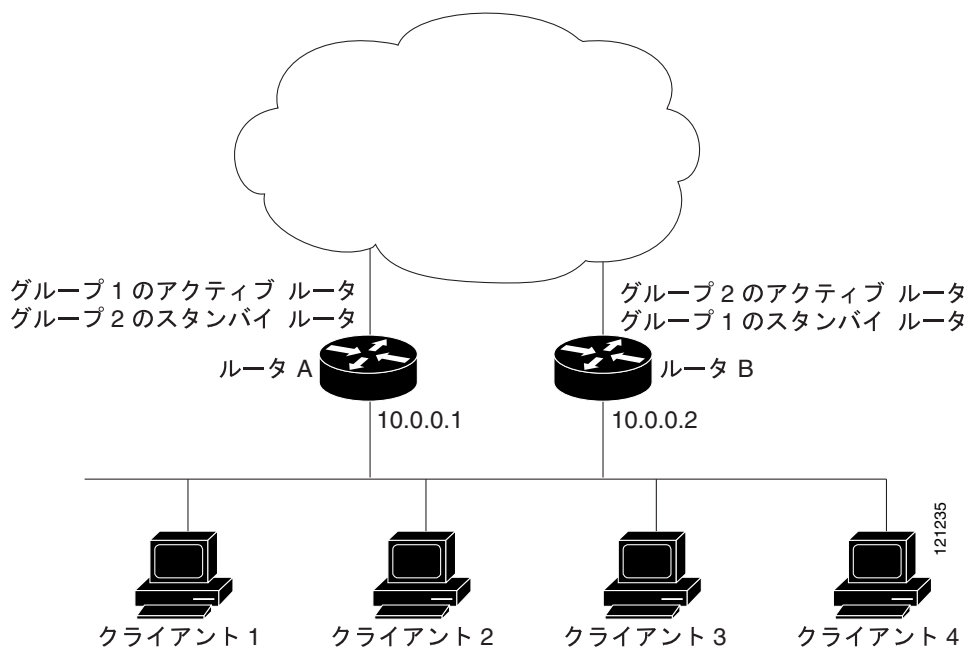 グループ 1 のアクティブ ルータ
グループ 2 のスタンバイ ルータ
グループ 2 のアクティブ ルータ
グループ 1 のスタンバイ ルータ
ルータ A
ルータ B
10.0.0.1
10.0.0.2
121235
クライアント 1
クライアント 2
クライアント 3
クライアント 4